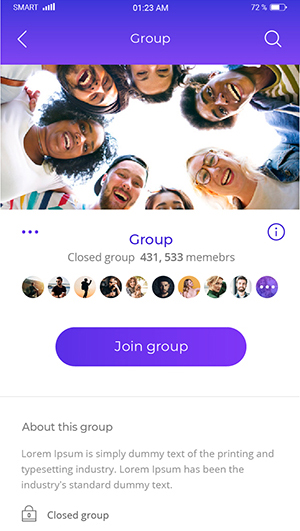 SMART 01:23 AM 72 %
Group
Group
Closed group 431, 533 memebrs
Join group
About this group
Lorem Ipsum is simply dummy text of the printing and
typesetting industry. Lorem Ipsum has been the
industry's standard dummy text.
Closed group